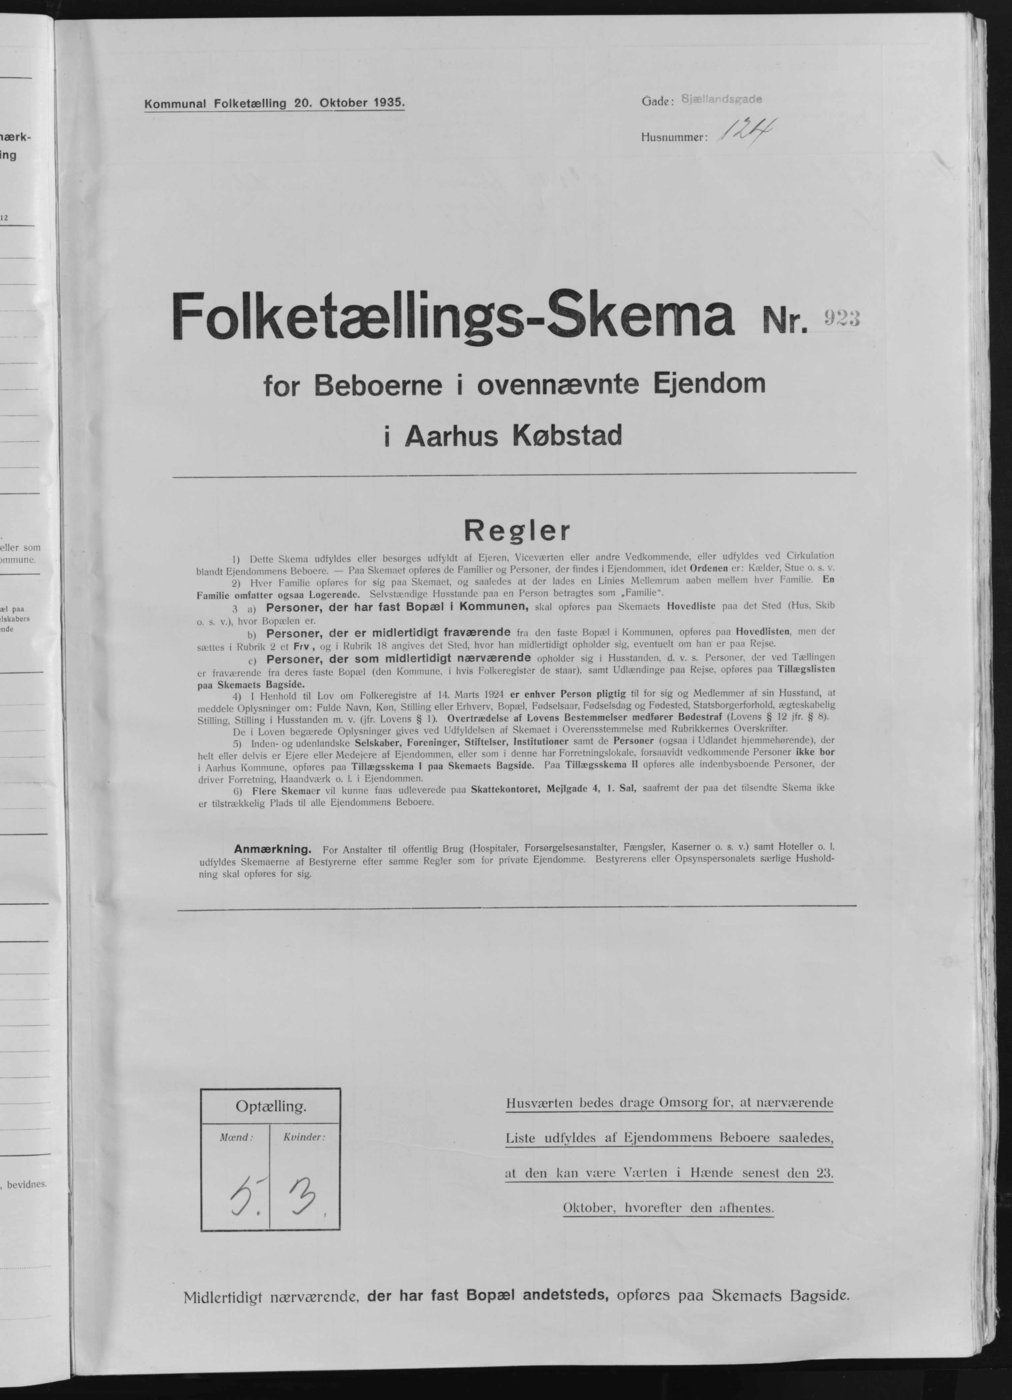 Kommunal Folketælling 20. Oktober 1935.
Gade: Sjællandsgade
Husnummer: 124
Folketællings-Skema Nr. 923
for Beboerne i ovennævnte Ejendom
i Aarhus Købstad
Regler
1) Dette Skema udfyldes eller besørges udfyldt af Ejeren, Viceværten eller andre Vedkommende, eller udfyldes ved Cirkulation
blandt Ejendommens Beboere. — Paa Skemaet opføres de Familier og Personer, der findes i Ejendommen, idet Ordenen er: Kælder, Stue o. s. v.
2) Hver Familie opføres for sig paa Skemaet, og saaledes at der lades en Linies Mellemrum aaben mellem hver Familie. En
Familie omfatter ogsaa Logerende. Selvstændige Husstande paa en Person betragtes som „Familie“.
3 a) Personer, der har fast Bopæl i Kommunen, skal opføres paa Skemaets Hovedliste paa det Sted (Hus, Skib
o. s. v.), hvor Bopælen er.
b) Personer, der er midlertidigt fraværende fra den faste Bopæl i Kommunen, opføres paa Hovedlisten, men der
sættes i Rubrik 2 et Frv, og i Rubrik 18 angives det Sted, hvor han midlertidigt opholder sig, eventuelt om han er paa Rejse.
c) Personer, der som midlertidigt nærværende opholder sig i Husstanden, d. v. s. Personer, der ved Tællingen
er fraværende fra deres faste Bopæl (den Kommune, i hvis Folkeregister de staar), samt Udlændinge paa Rejse, opføres paa Tillægslisten
paa Skemaets Bagside.
4) I Henhold til Lov om Folkeregistre af 14. Marts 1924 er enhver Person pligtig til for sig og Medlemmer af sin Husstand, at
meddele Oplysninger om: Fulde Navn, Køn, Stilling eller Erhverv, Bopæl, Fødselsaar, Fødselsdag og Fødested, Statsborgerforhold, ægteskabelig
Stilling, Stilling i Husstanden m. v. (jfr. Lovens § 1). Overtrædelse af Lovens Bestemmelser medfører Bødestraf (Lovens § 12 jfr. § 8).
De i Loven begærede Oplysninger gives ved Udfyldelsen af Skemaet i Overensstemmelse med Rubrikkernes Overskrifter.
5) Inden- og udenlandske Selskaber, Foreninger, Stiftelser, Institutioner samt de Personer (ogsaa i Udlandet hjemmehørende), der
helt eller delvis er Ejere eller Medejere af Ejendommen, eller som i denne har Forretningslokale, forsaavidt vedkommende Personer ikke bor
i Aarhus Kommune, opføres paa Tillægsskema I paa Skemaets Bagside. Paa Tillægsskema II opføres alle indenbysboende Personer, der
driver Forretning, Haandværk o. l. i Ejendommen.
6) Flere Skemaer vil kunne faas udleverede paa Skattekontoret, Mejlgade 4, 1. Sal, saafremt der paa det tilsendte Skema ikke
er tilstrækkelig Plads til alle Ejendommens Beboere.
Anmærkning. For Anstalter til offentlig Brug (Hospitaler, Forsørgelsesanstalter, Fængsler, Kaserner o. s. v.) samt Hoteller o. l.
udfyldes Skemaerne af Bestyrerne efter samme Regler som for private Ejendomme. Bestyrerens eller Opsynspersonalets særlige Hushold-
ning skal opføres for sig.
Optælling.
Mænd: Kvinder:
5. 3.
Husværten bedes drage Omsorg for, at nærværende
Liste udfyldes af Ejendommens Beboere saaledes,
at den kan være Værten i Hænde senest den 23.
Oktober, hvorefter den afhentes.
Midlertidigt nærværende, der har fast Bopæl andetsteds, opføres paa Skemaets Bagside.